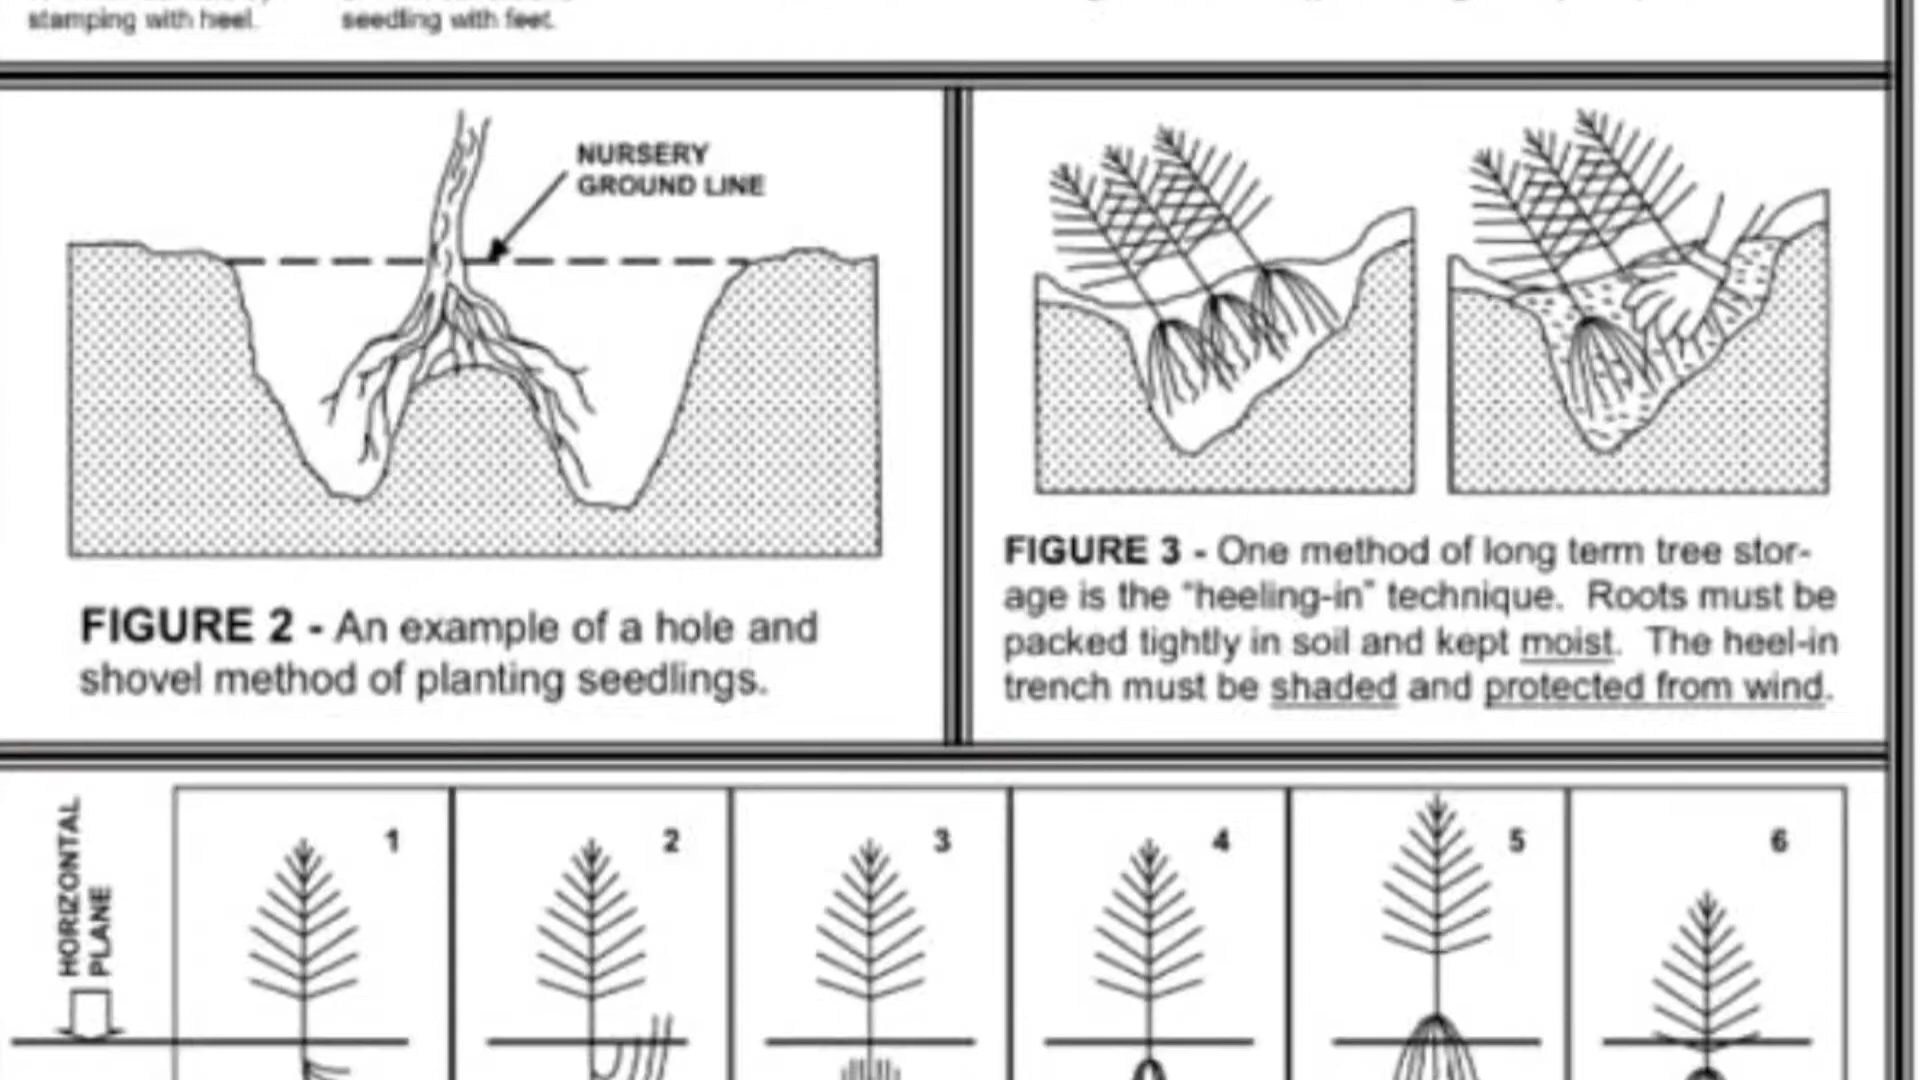 stamping with heel.
seedling with feet.
NURSERY
GROUND LINE
FIGURE 2 - An example of a hole and
shovel method of planting seedlings.
FIGURE 3 - One method of long term tree stor-
age is the "heeling-in" technique. Roots must be
packed tightly in soil and kept moist. The heel-in
trench must be shaded and protected from wind.
HORIZONTAL
PLANE
1
2
3
4
5
6